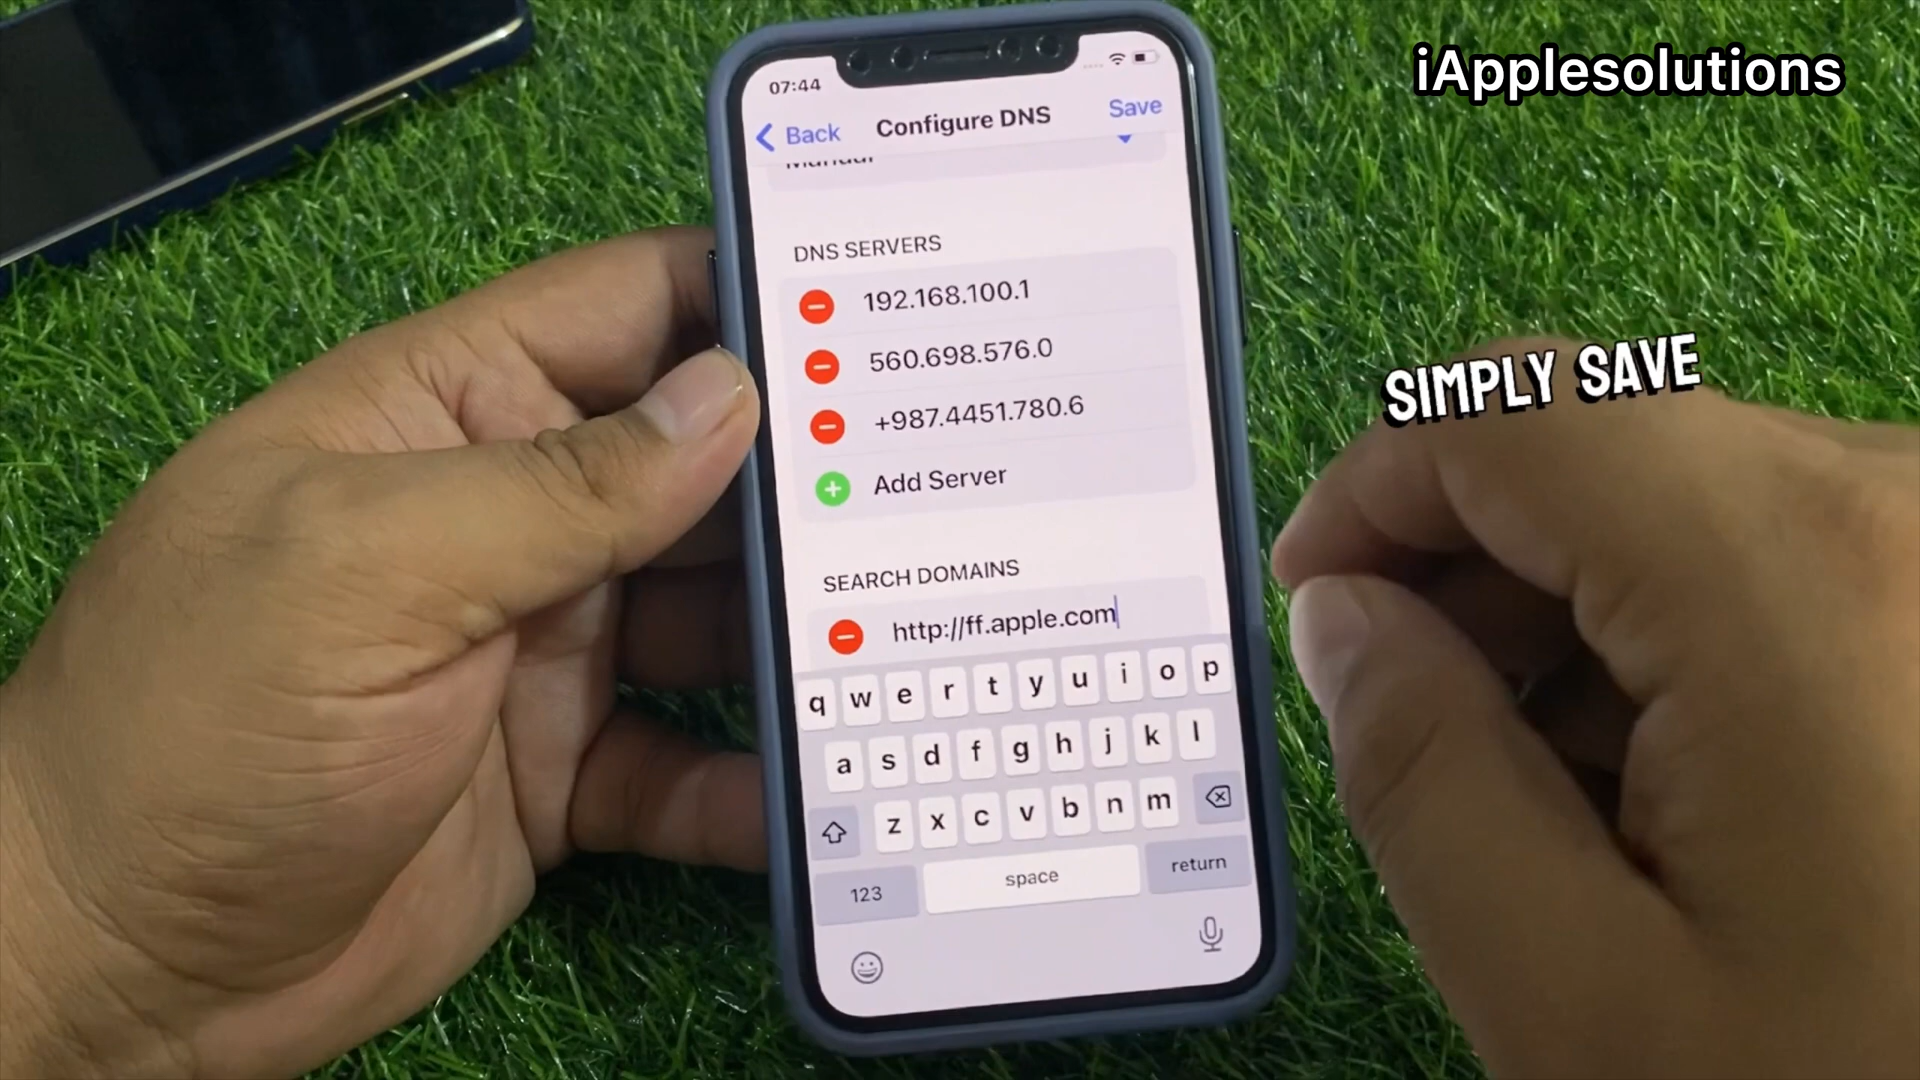 iApplesolutions
07:44
Back
Configure DNS
Save
Manual
DNS SERVERS
192.168.100.1
560.698.576.0
+987.4451.780.6
Add Server
SIMPLY SAVE
SEARCH DOMAINS
http://ff.apple.com
q w e r t y u i o p
a s d f g h j k l
z x c v b n m
123
space
return